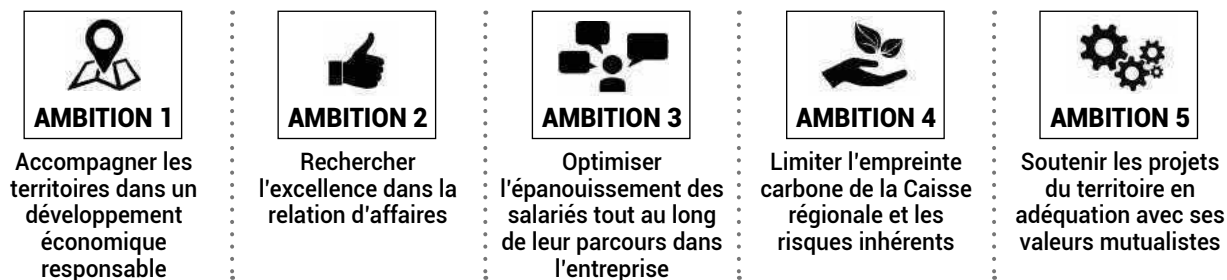 AMBITION 1
Accompagner les
territoires dans un
développement
économique
responsable
AMBITION 2
Rechercher
l'excellence dans la
relation d'affaires
AMBITION 3
Optimiser
l'épanouissement des
salariés tout au long
de leur parcours dans
l'entreprise
AMBITION 4
Limiter l'empreinte
carbone de la Caisse
régionale et les
risques inhérents
AMBITION 5
Soutenir les projets
du territoire en
adéquation avec ses
valeurs mutualistes